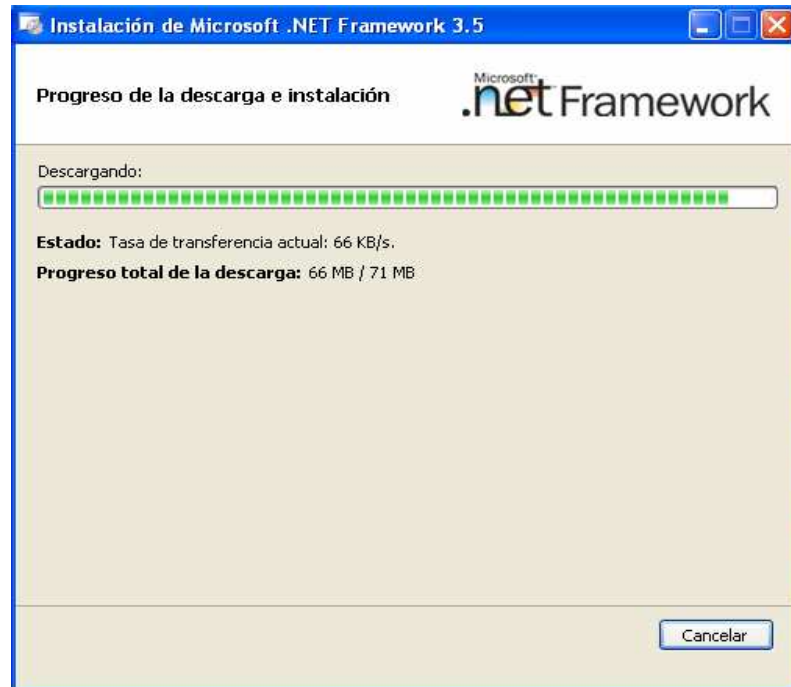 Instalación de Microsoft .NET Framework 3.5
Progreso de la descarga e instalación
Microsoft
.net Framework
Descargando:
Estado: Tasa de transferencia actual: 66 KB/s.
Progreso total de la descarga: 66 MB / 71 MB
Cancelar